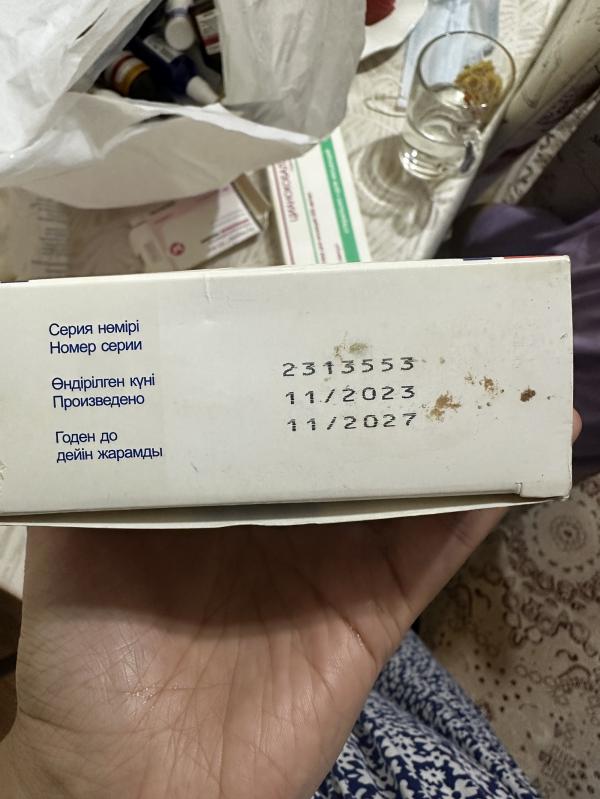 Серия нөмірі
Номер серии
2313553
Өндірілген күні
Произведено
11/2023
Годен до
дейін жарамды
11/2027